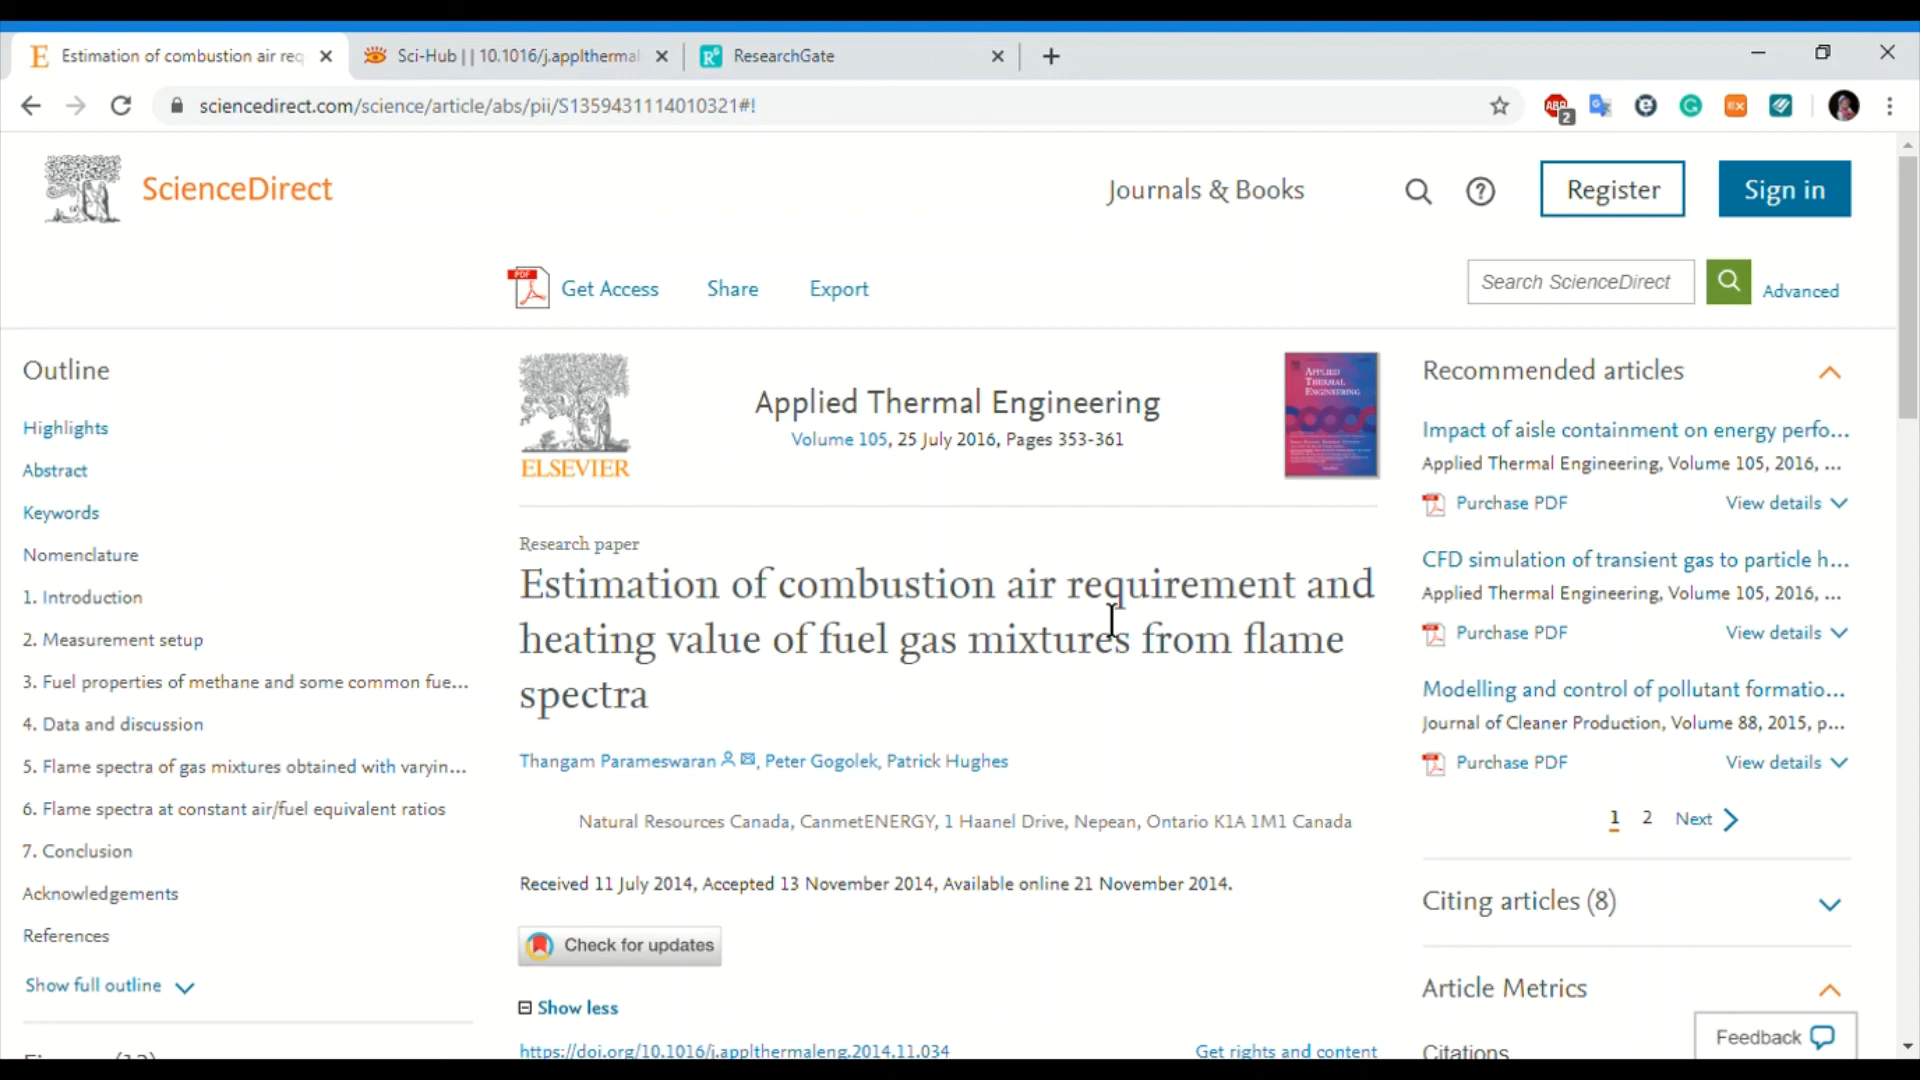 Estimation of combustion air req
Sci-Hub | | 10.1016/j.applthermal
ResearchGate
sciencedirect.com/science/article/abs/pii/S1359431114010321#!
ABP
2
EX
ScienceDirect
Journals & Books
Register
Sign in
PDF
Get Access
Share
Export
Search ScienceDirect
Advanced
Outline
Highlights
Abstract
Keywords
Nomenclature
1. Introduction
2. Measurement setup
3. Fuel properties of methane and some common fue...
4. Data and discussion
5. Flame spectra of gas mixtures obtained with varyin...
6. Flame spectra at constant air/fuel equivalent ratios
7. Conclusion
Acknowledgements
References
Show full outline
ELSEVIER
Applied Thermal Engineering
Volume 105, 25 July 2016, Pages 353-361
APPLIED
THERMAL
ENGINEERING
Research paper
Estimation of combustion air requirement and
heating value of fuel gas mixtures from flame
spectra
Thangam Parameswaran, Peter Gogolek, Patrick Hughes
Natural Resources Canada, CanmetENERGY, 1 Haanel Drive, Nepean, Ontario K1A 1M1 Canada
Received 11 July 2014, Accepted 13 November 2014, Available online 21 November 2014.
Check for updates
Show less
https://doi.org/10.1016/j.applthermaleng.2014.11.034
Get rights and content
Recommended articles
Impact of aisle containment on energy perfo...
Applied Thermal Engineering, Volume 105, 2016, ...
Purchase PDF
View details
CFD simulation of transient gas to particle h...
Applied Thermal Engineering, Volume 105, 2016, ...
Purchase PDF
View details
Modelling and control of pollutant formatio...
Journal of Cleaner Production, Volume 88, 2015, p...
Purchase PDF
View details
1 2 Next
Citing articles (8)
Article Metrics
Citations
Feedback